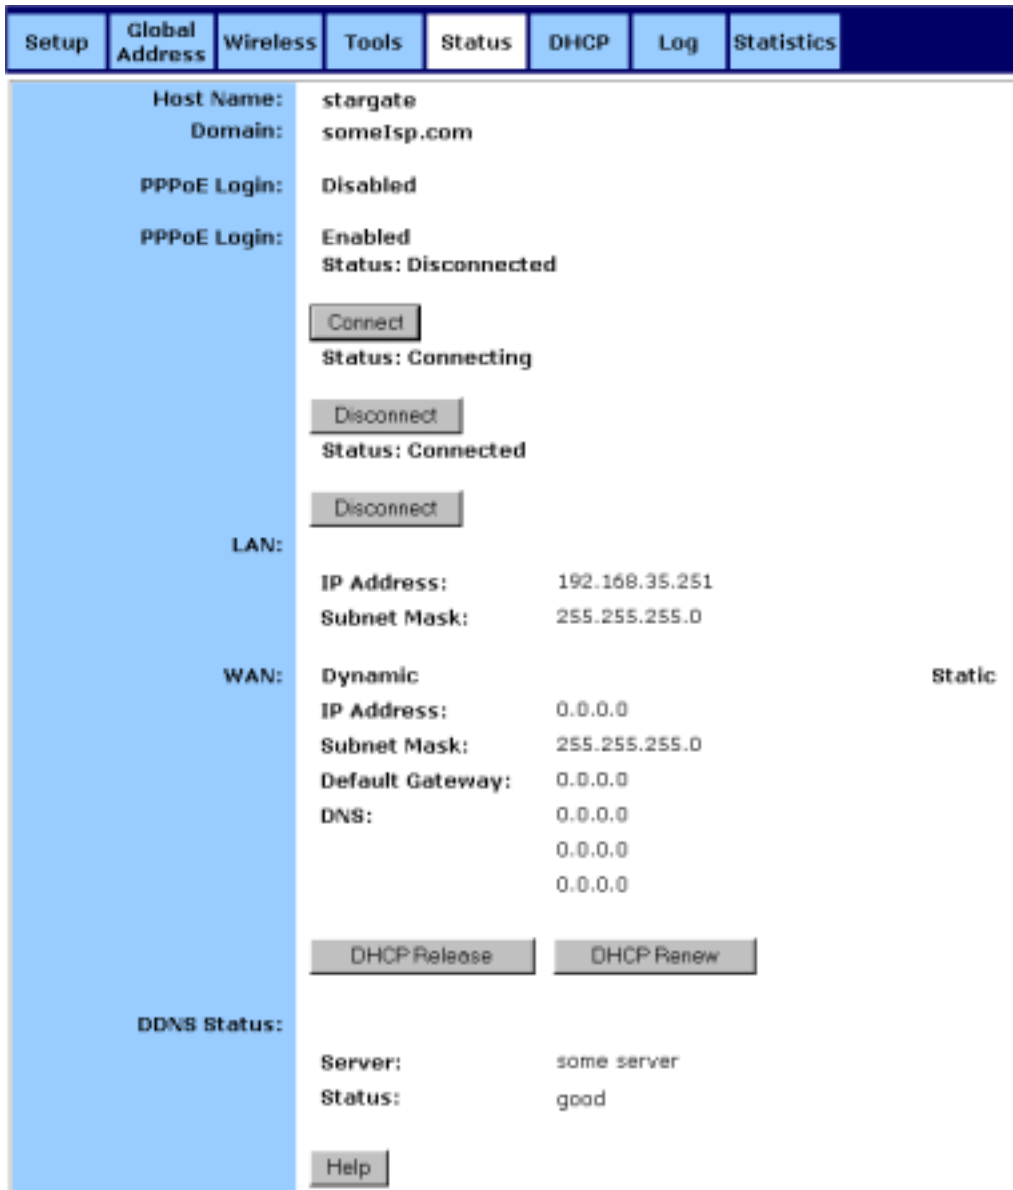 Setup Global Address Wireless Tools Status DHCP Log Statistics
Host Name: stargate
Domain: someIsp.com
PPPoE Login: Disabled
PPPoE Login: Enabled
Status: Disconnected
Connect
Status: Connecting
Disconnect
Status: Connected
Disconnect
LAN:
IP Address: 192.168.35.251
Subnet Mask: 255.255.255.0
WAN: Dynamic Static
IP Address: 0.0.0.0
Subnet Mask: 255.255.255.0
Default Gateway: 0.0.0.0
DNS: 0.0.0.0
0.0.0.0
0.0.0.0
DHCP Release DHCP Renew
DDNS Status:
Server: some server
Status: good
Help